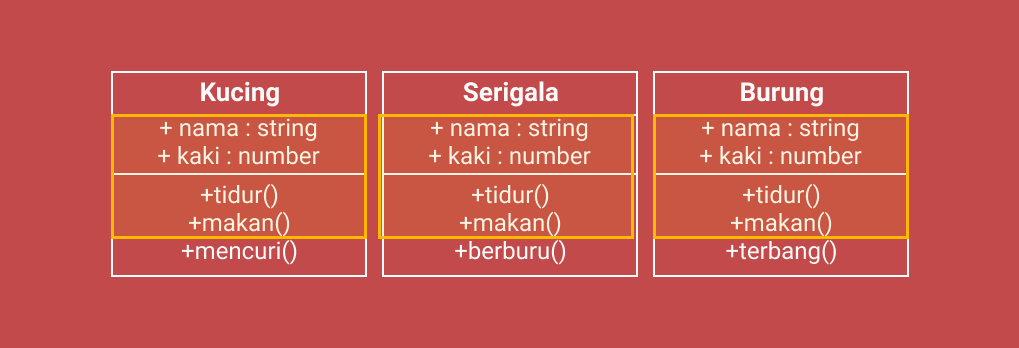 Kucing
+ nama : string
+ kaki : number
+tidur()
+makan()
+mencuri()
Serigala
+ nama : string
+ kaki : number
+tidur()
+makan()
+berburu()
Burung
+ nama : string
+ kaki : number
+tidur()
+makan()
+terbang()